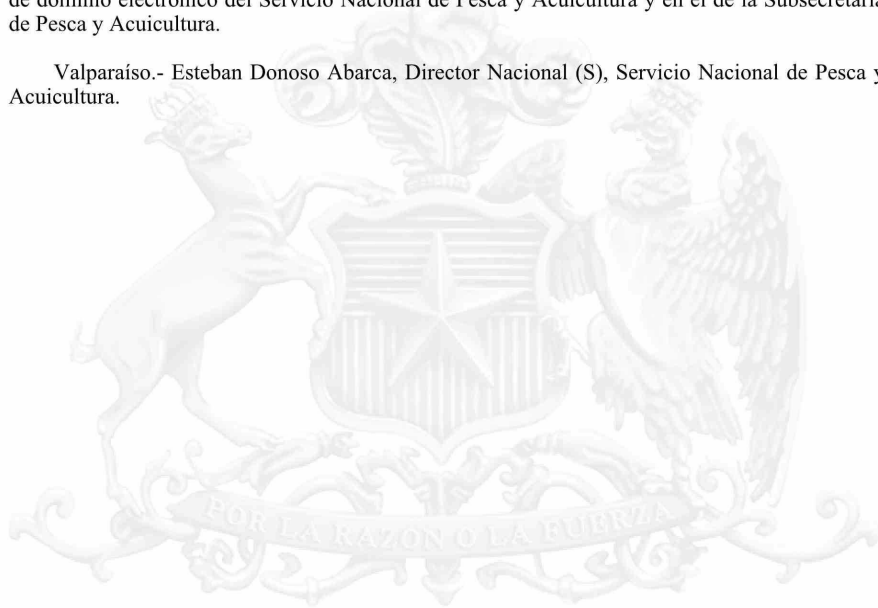 de dominio electrónico del Servicio Nacional de Pesca y Acuicultura y en el de la Subsecretaría
de Pesca y Acuicultura.
Valparaíso.- Esteban Donoso Abarca, Director Nacional (S), Servicio Nacional de Pesca y
Acuicultura.
POR LA RAZÓN O LA FUERZA